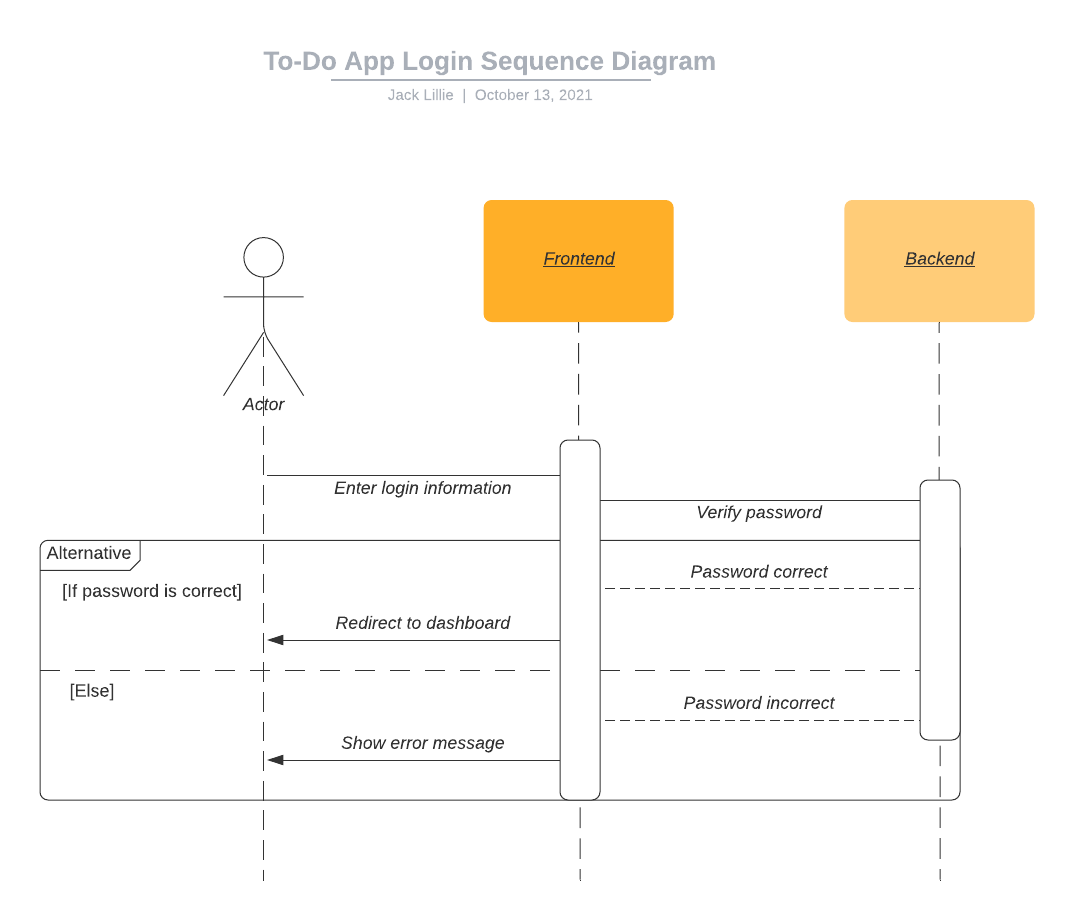 To-Do App Login Sequence Diagram
Jack Lillie | October 13, 2021
Frontend
Backend
Actor
Enter login information
Verify password
Alternative
Password correct
[If password is correct]
Redirect to dashboard
[Else]
Password incorrect
Show error message